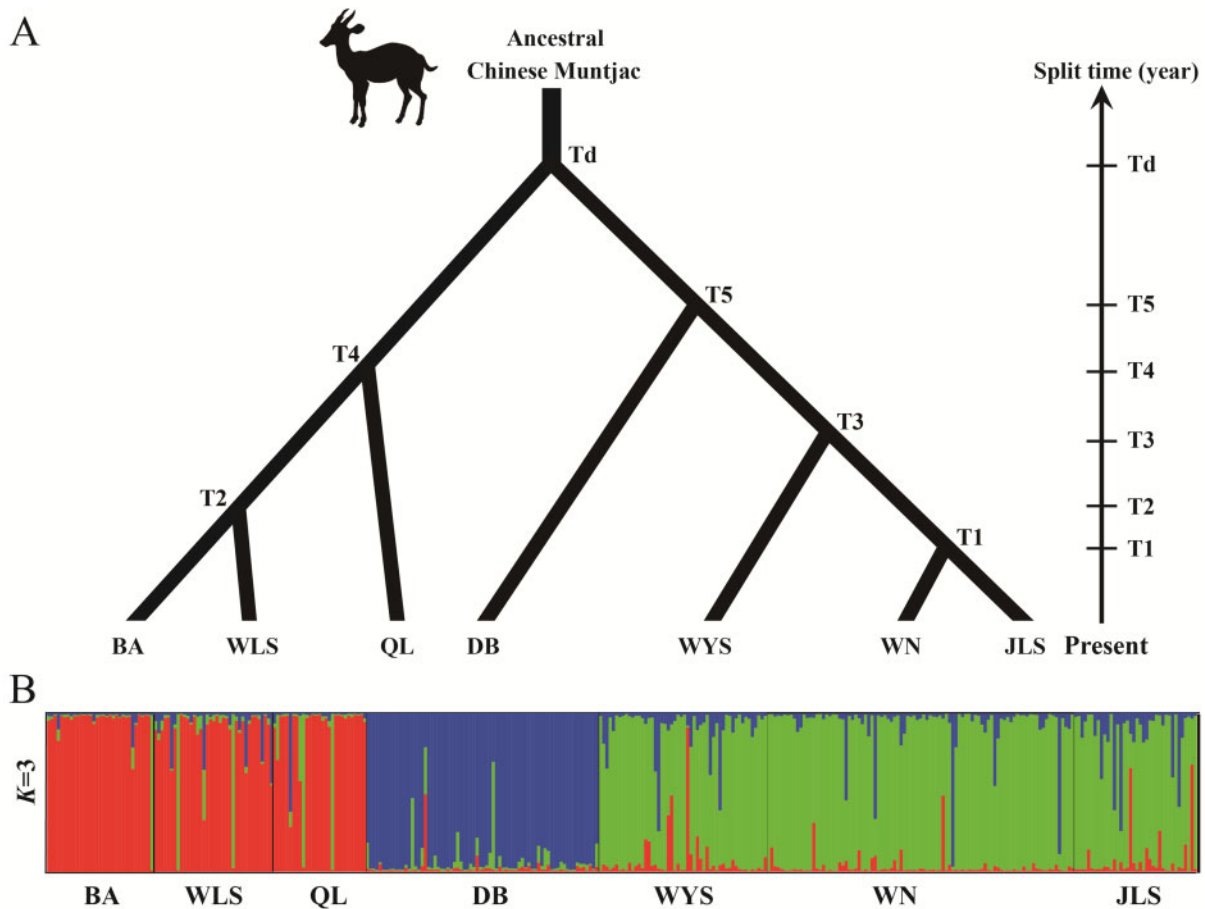 A
Ancestral
Chinese Muntjac
Split time (year)
Td
Td
T5
T5
T4
T4
T3
T3
T2
T2
T1
T1
BA WLS QL DB WYS WN JLS Present
B
K=3
BA WLS QL DB WYS WN JLS